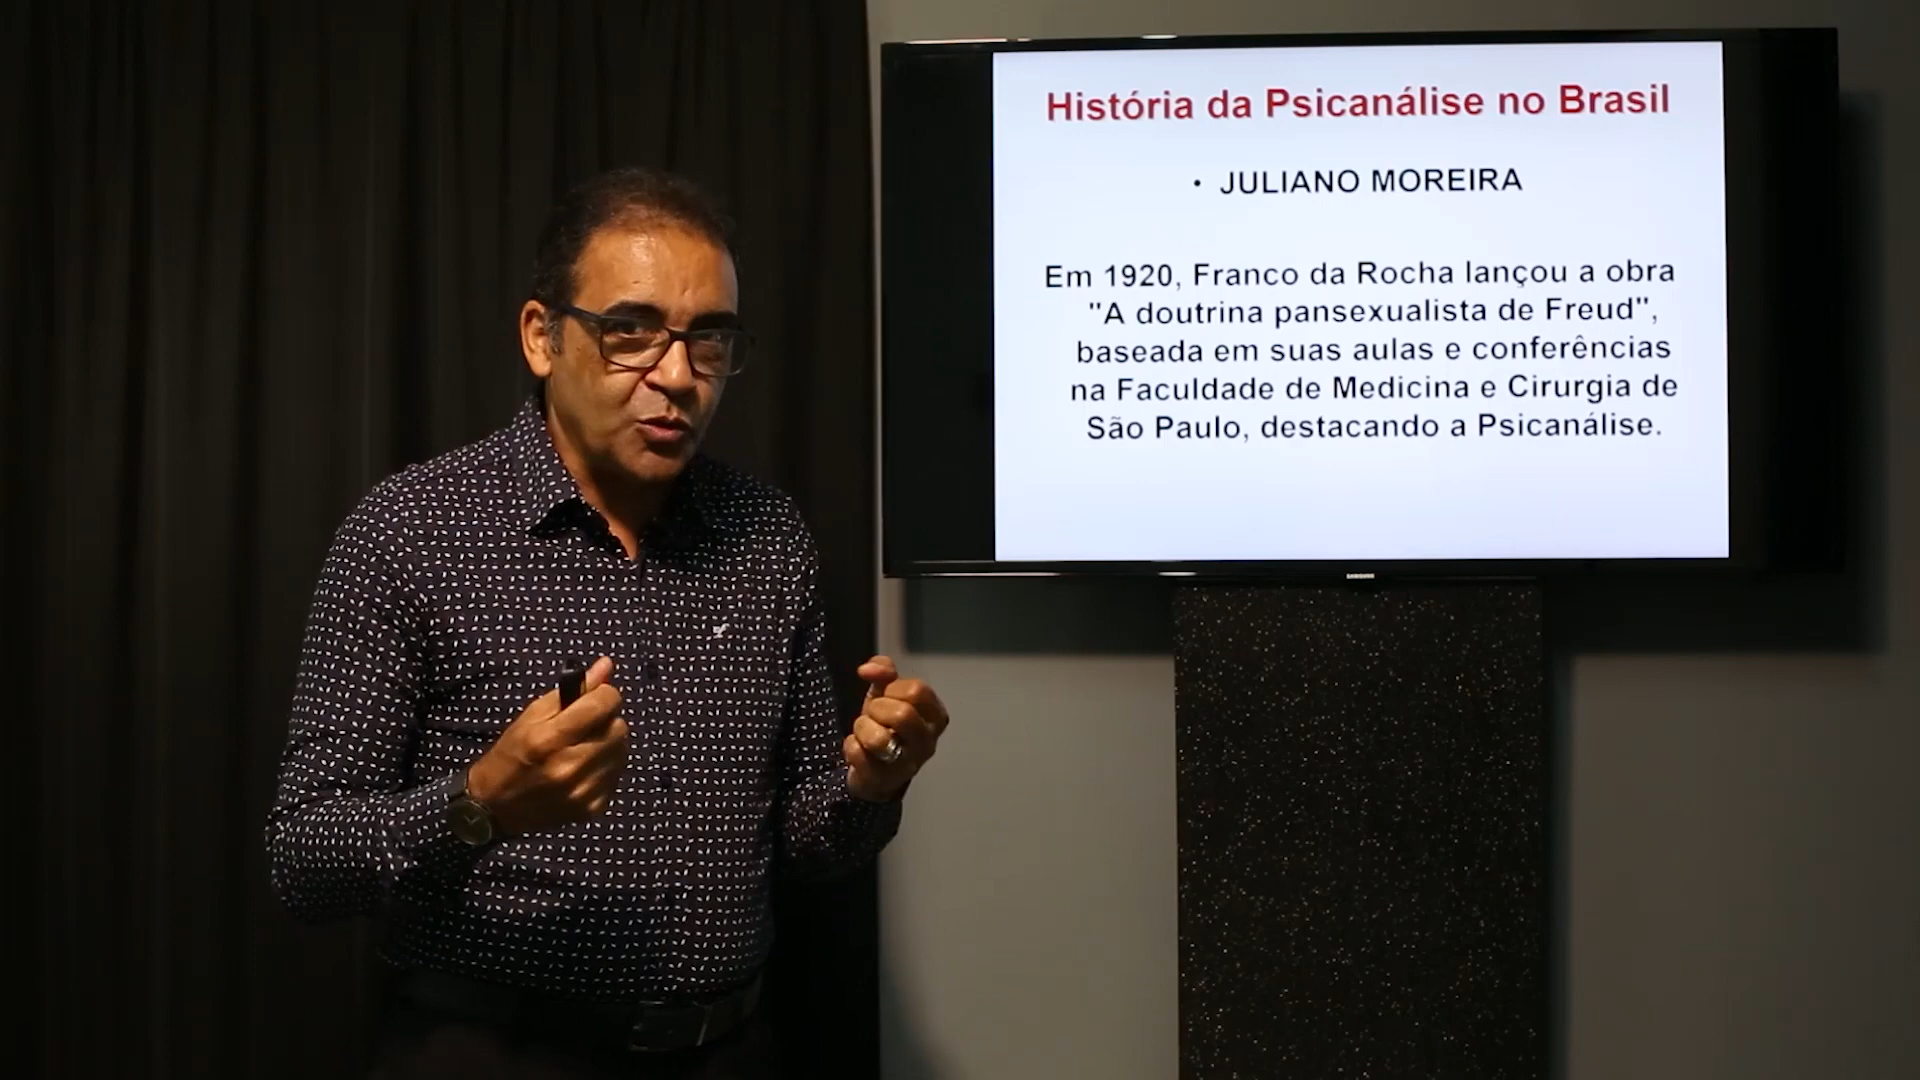 História da Psicanálise no Brasil
• JULIANO MOREIRA
Em 1920, Franco da Rocha lançou a obra
"A doutrina pansexualista de Freud",
baseada em suas aulas e conferências
na Faculdade de Medicina e Cirurgia de
São Paulo, destacando a Psicanálise.
SAMSUNG